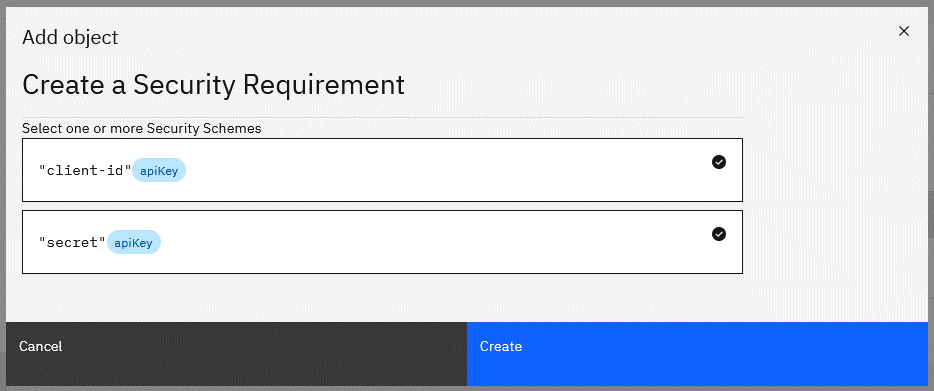 Add object
Create a Security Requirement
Select one or more Security Schemes
"client-id" apiKey
"secret" apiKey
Cancel
Create